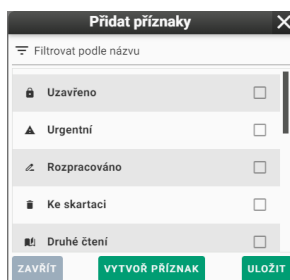 Přidat příznaky
Filtrovat podle názvu
Uzavřeno
Urgentní
Rozpracováno
Ke skartaci
Druhé čtení
ZAVŘÍT VYTVOŘ PŘÍZNAK ULOŽIT